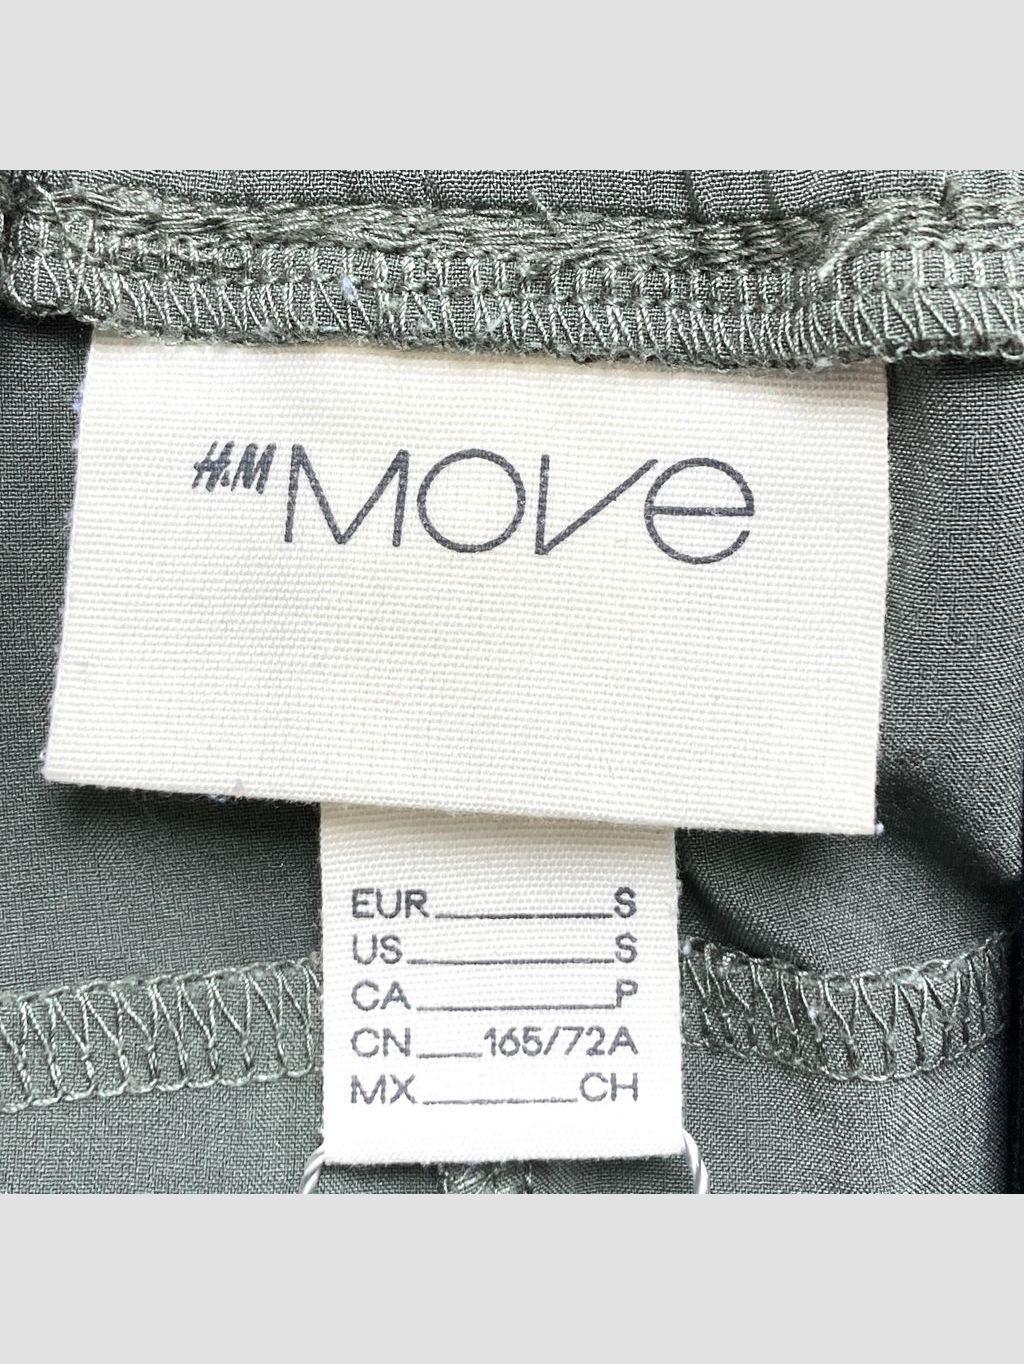 H&M MOVE
EUR S
US S
CA P
CN 165/72A
MX CH